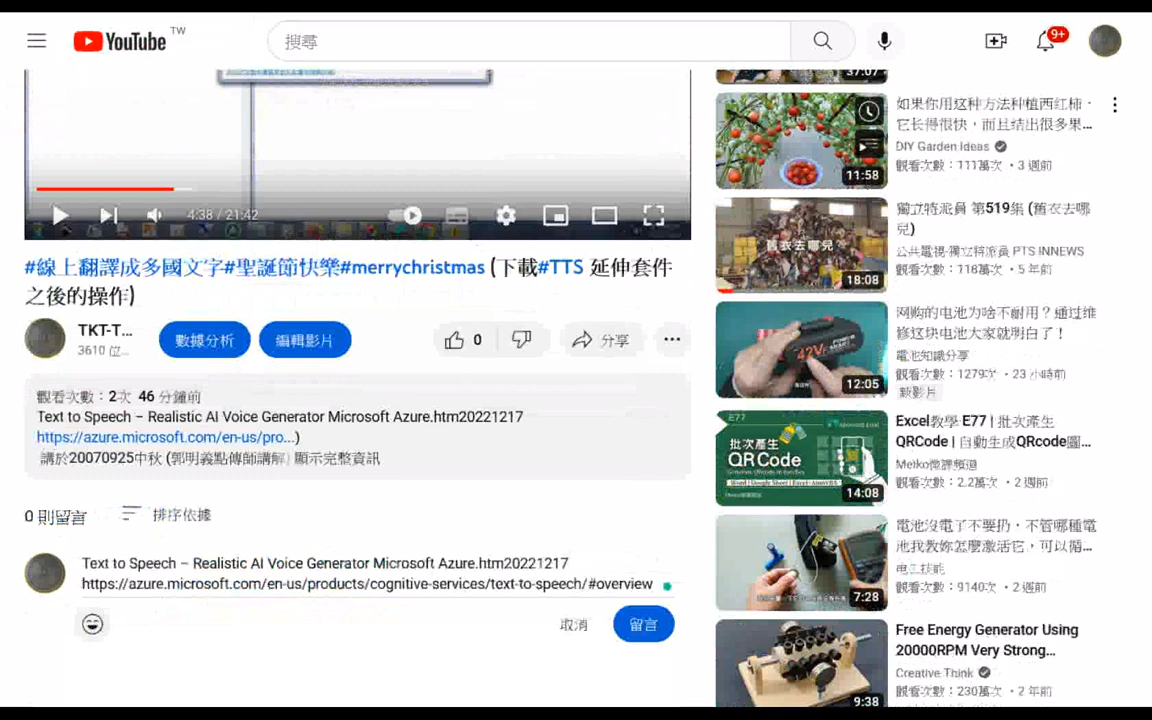 YouTube TW
搜尋
9+
4:38 / 21:42
#線上翻譯成多國文字#聖誕節快樂#merrychristmas (下載#TTS 延伸套件
之後的操作)
TKT-T...
3610 位...
數據分析
編輯影片
0
分享
觀看次數：2次 46 分鐘前
Text to Speech – Realistic AI Voice Generator Microsoft Azure.htm20221217
https://azure.microsoft.com/en-us/pro...)
講於20070925中秋 (郭明義點傳師講解) 顯示完整資訊
0 則留言
排序依據
Text to Speech – Realistic AI Voice Generator Microsoft Azure.htm20221217
https://azure.microsoft.com/en-us/products/cognitive-services/text-to-speech/#overview
取消
留言
37:07
11:58
如果你用这种方法种植西红柿，
它长得很快，而且结出很多果...
DIY Garden Ideas
觀看次數：111萬次 ・3 週前
舊衣去哪兒?
18:08
獨立特派員 第519集 (舊衣去哪
兒)
公共電視-獨立特派員 PTS INNEWS
觀看次數：118萬次 ・5 年前
42V
12:05
网购的电池为啥不耐用？通过维
修这块电池大家就明白了！
電池知識分享
觀看次數：1279次 ・23 小時前
新影片
E77
批次產生
QR Code
14:08
Excel教學 E77 | 批次產生
QRCode | 自動生成QRcode圖...
Meiko微課頻道
觀看次數：2.2萬次 ・2 週前
7:28
電池沒電了不要扔，不管哪種電
池我教妳怎麼激活它，可以循...
电工技能
觀看次數：9140次 ・2 週前
9:38
Free Energy Generator Using
20000RPM Very Strong...
Creative Think
觀看次數：230萬次 ・2 年前